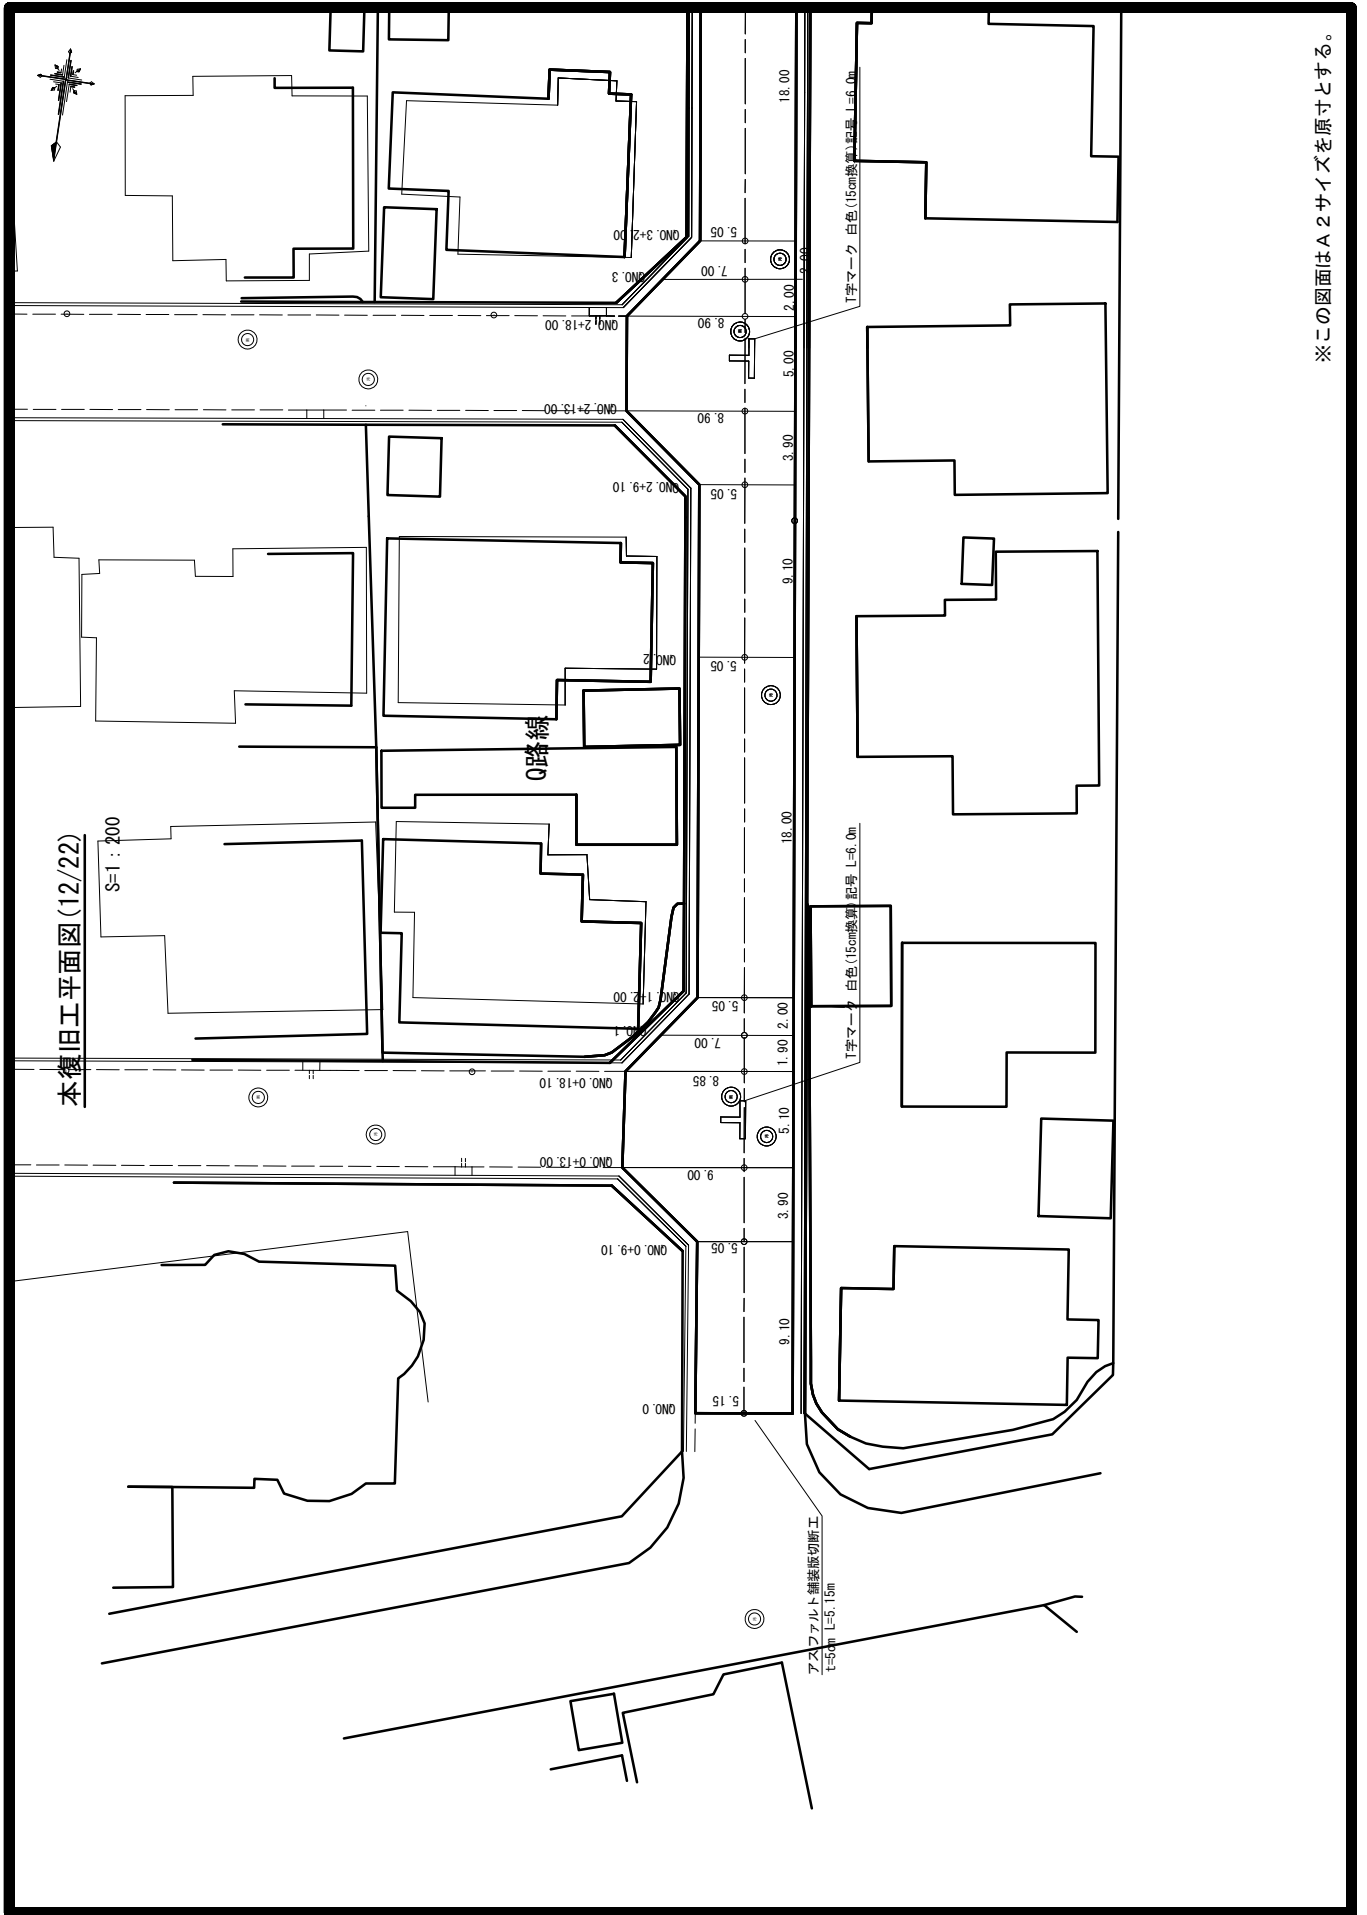 本復旧工平面図(12/22)
S=1：200
※この図面はA2サイズを原寸とする。
Q路線
18.00
T字マーク 白色(15cm換算)記号 L=6.0m
QNO.3+2.00
5.05
2.00
QNO.3
7.00
2.00
QNO.2+18.00
8.90
5.00
QNO.2+13.00
8.90
3.90
QNO.2+9.10
5.05
9.10
QNO.2
5.05
18.00
T字マーク 白色(15cm換算)記号 L=6.0m
QNO.1+2.00
5.05
2.00
QNO.1
7.00
1.90
QNO.0+18.10
8.85
5.10
QNO.0+13.00
9.00
3.90
QNO.0+9.10
5.05
9.10
QNO.0
5.15
アスファルト舗装版切断工
t=5cm L=5.15m